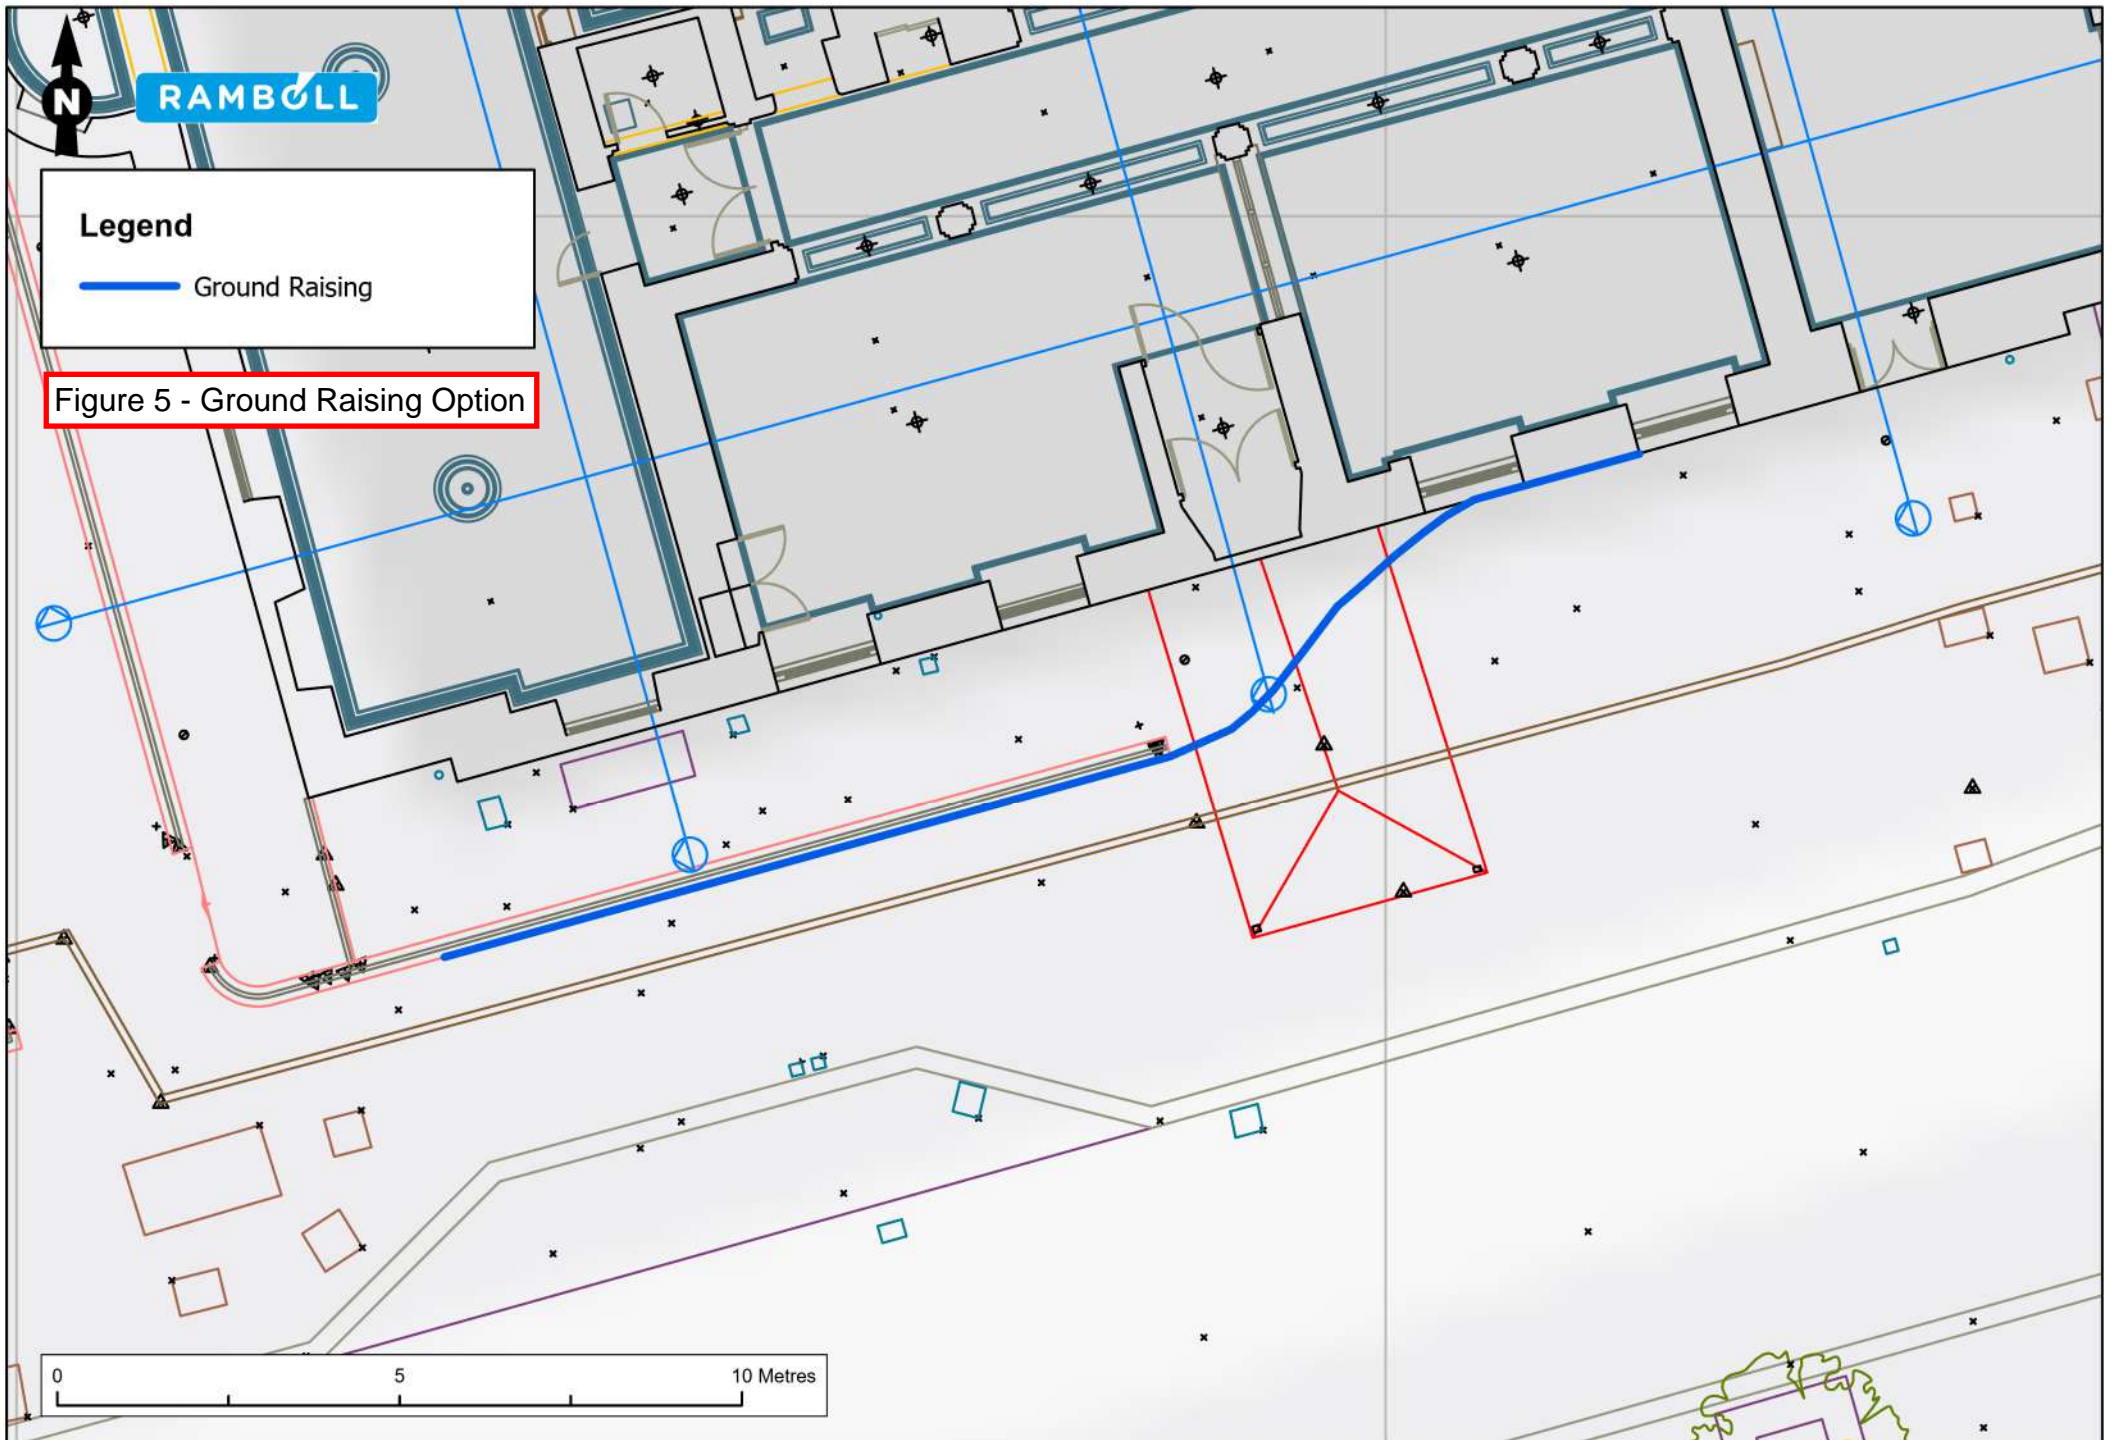 N
RAMBOLL
Legend
Ground Raising
Figure 5 - Ground Raising Option
0 5 10 Metres